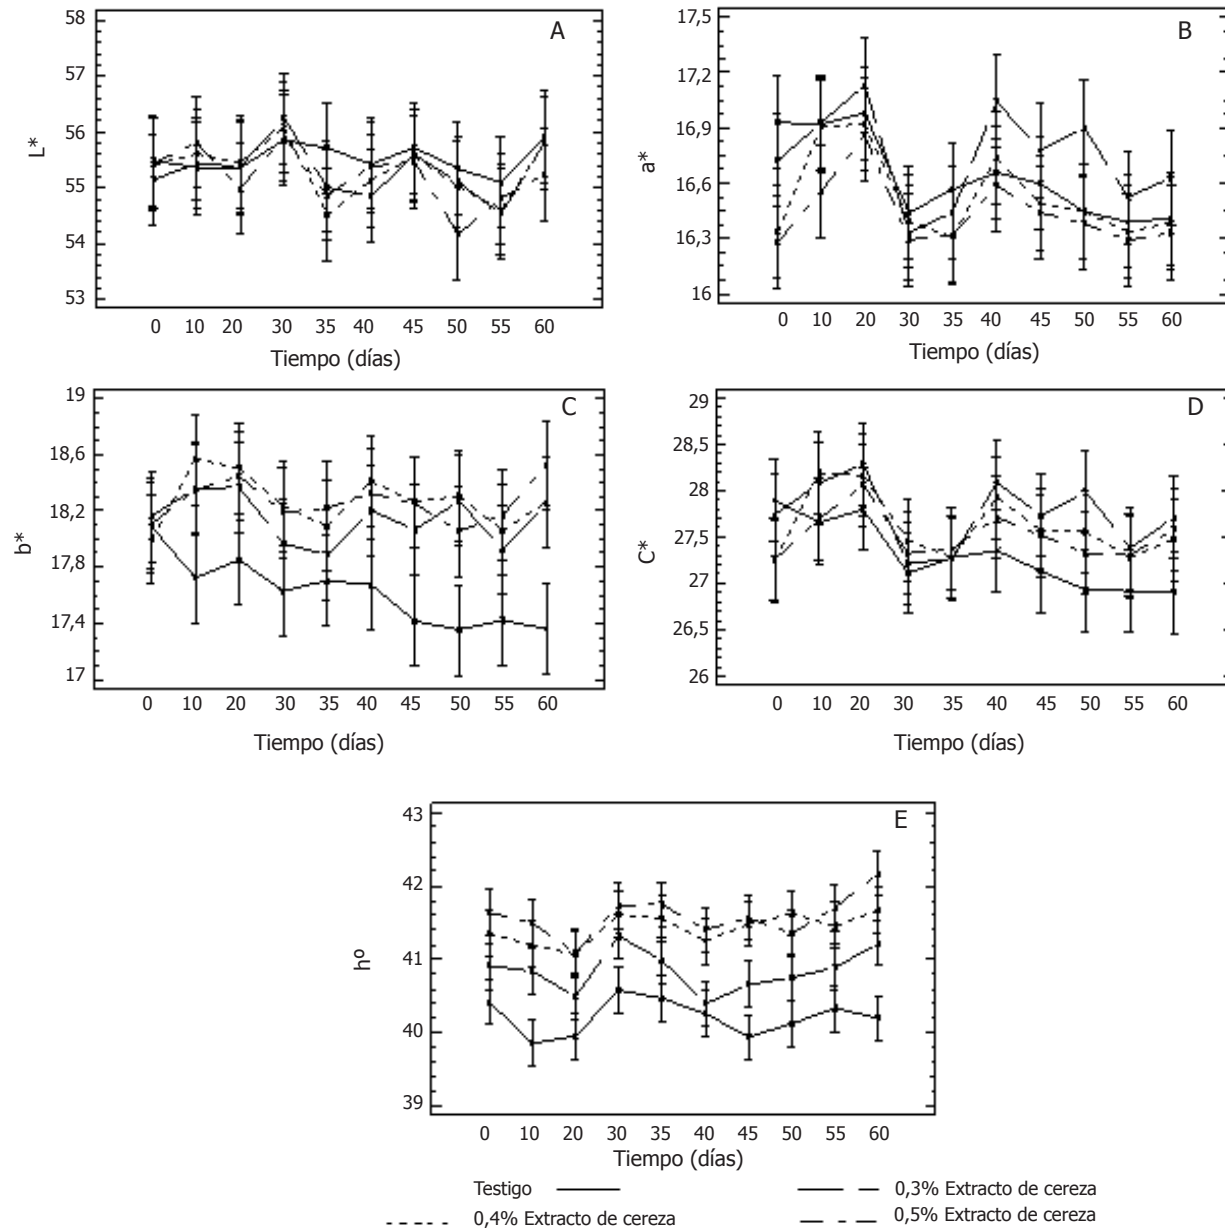 A
L*
58
57
56
55
54
53
0 10 20 30 35 40 45 50 55 60
Tiempo (días)
B
a*
17,5
17,2
16,9
16,6
16,3
16
0 10 20 30 35 40 45 50 55 60
Tiempo (días)
C
b*
19
18,6
18,2
17,8
17,4
17
0 10 20 30 35 40 45 50 55 60
Tiempo (días)
D
C*
29
28,5
28
27,5
27
26,5
26
0 10 20 30 35 40 45 50 55 60
Tiempo (días)
E
hº
43
42
41
40
39
0 10 20 30 35 40 45 50 55 60
Tiempo (días)
Testigo
0,3% Extracto de cereza
0,4% Extracto de cereza
0,5% Extracto de cereza